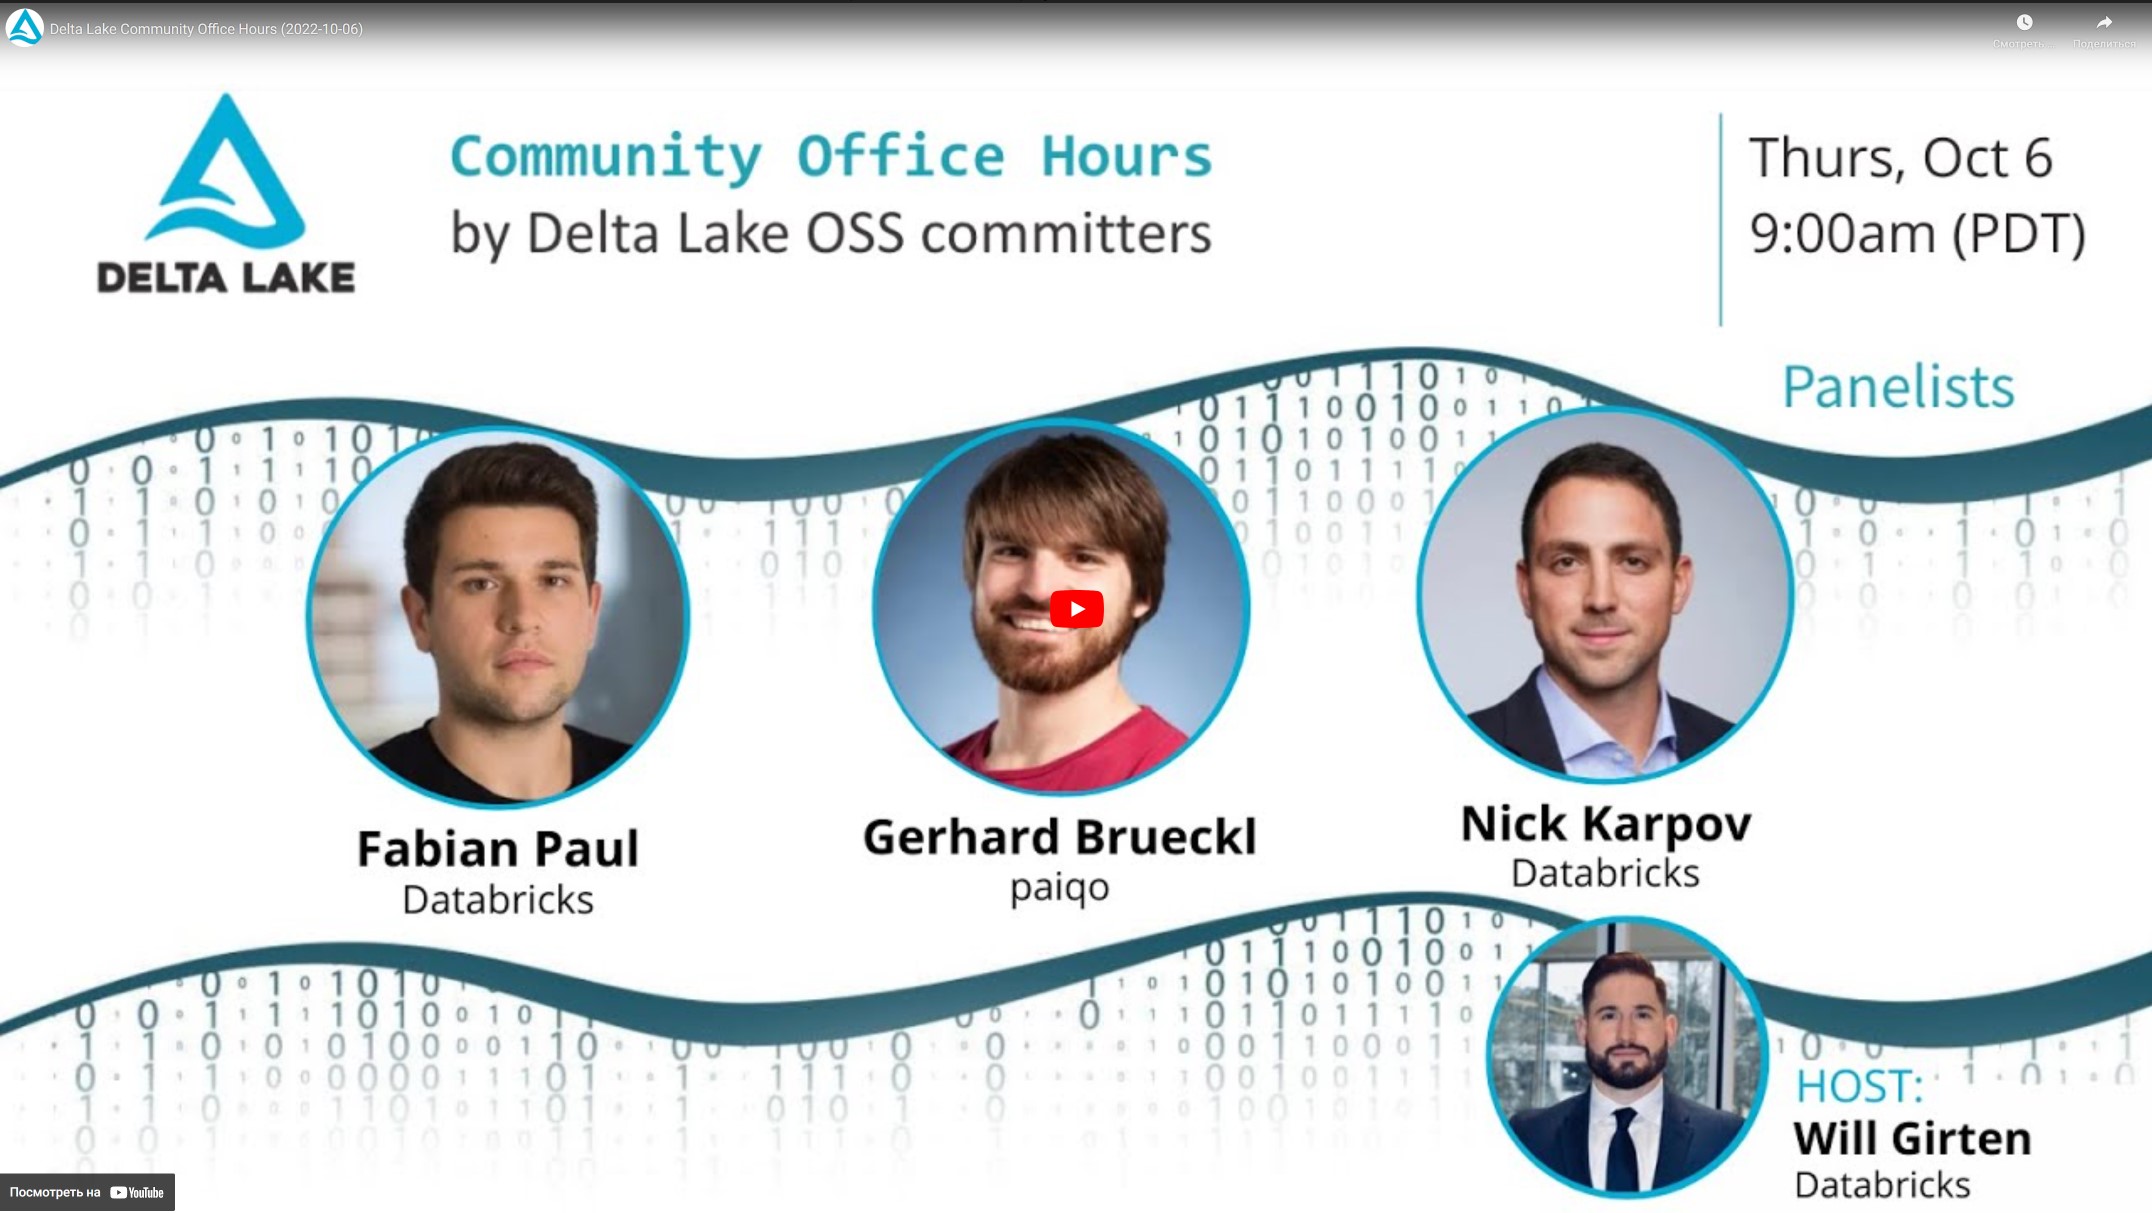 Delta Lake Community Office Hours (2022-10-06)
Смотреть...
Поделиться
DELTA LAKE
Community Office Hours
by Delta Lake OSS committers
Thurs, Oct 6
9:00am (PDT)
Panelists
Fabian Paul
Databricks
Gerhard Brueckl
paiqo
Nick Karpov
Databricks
HOST:
Will Girten
Databricks
Посмотреть на YouTube